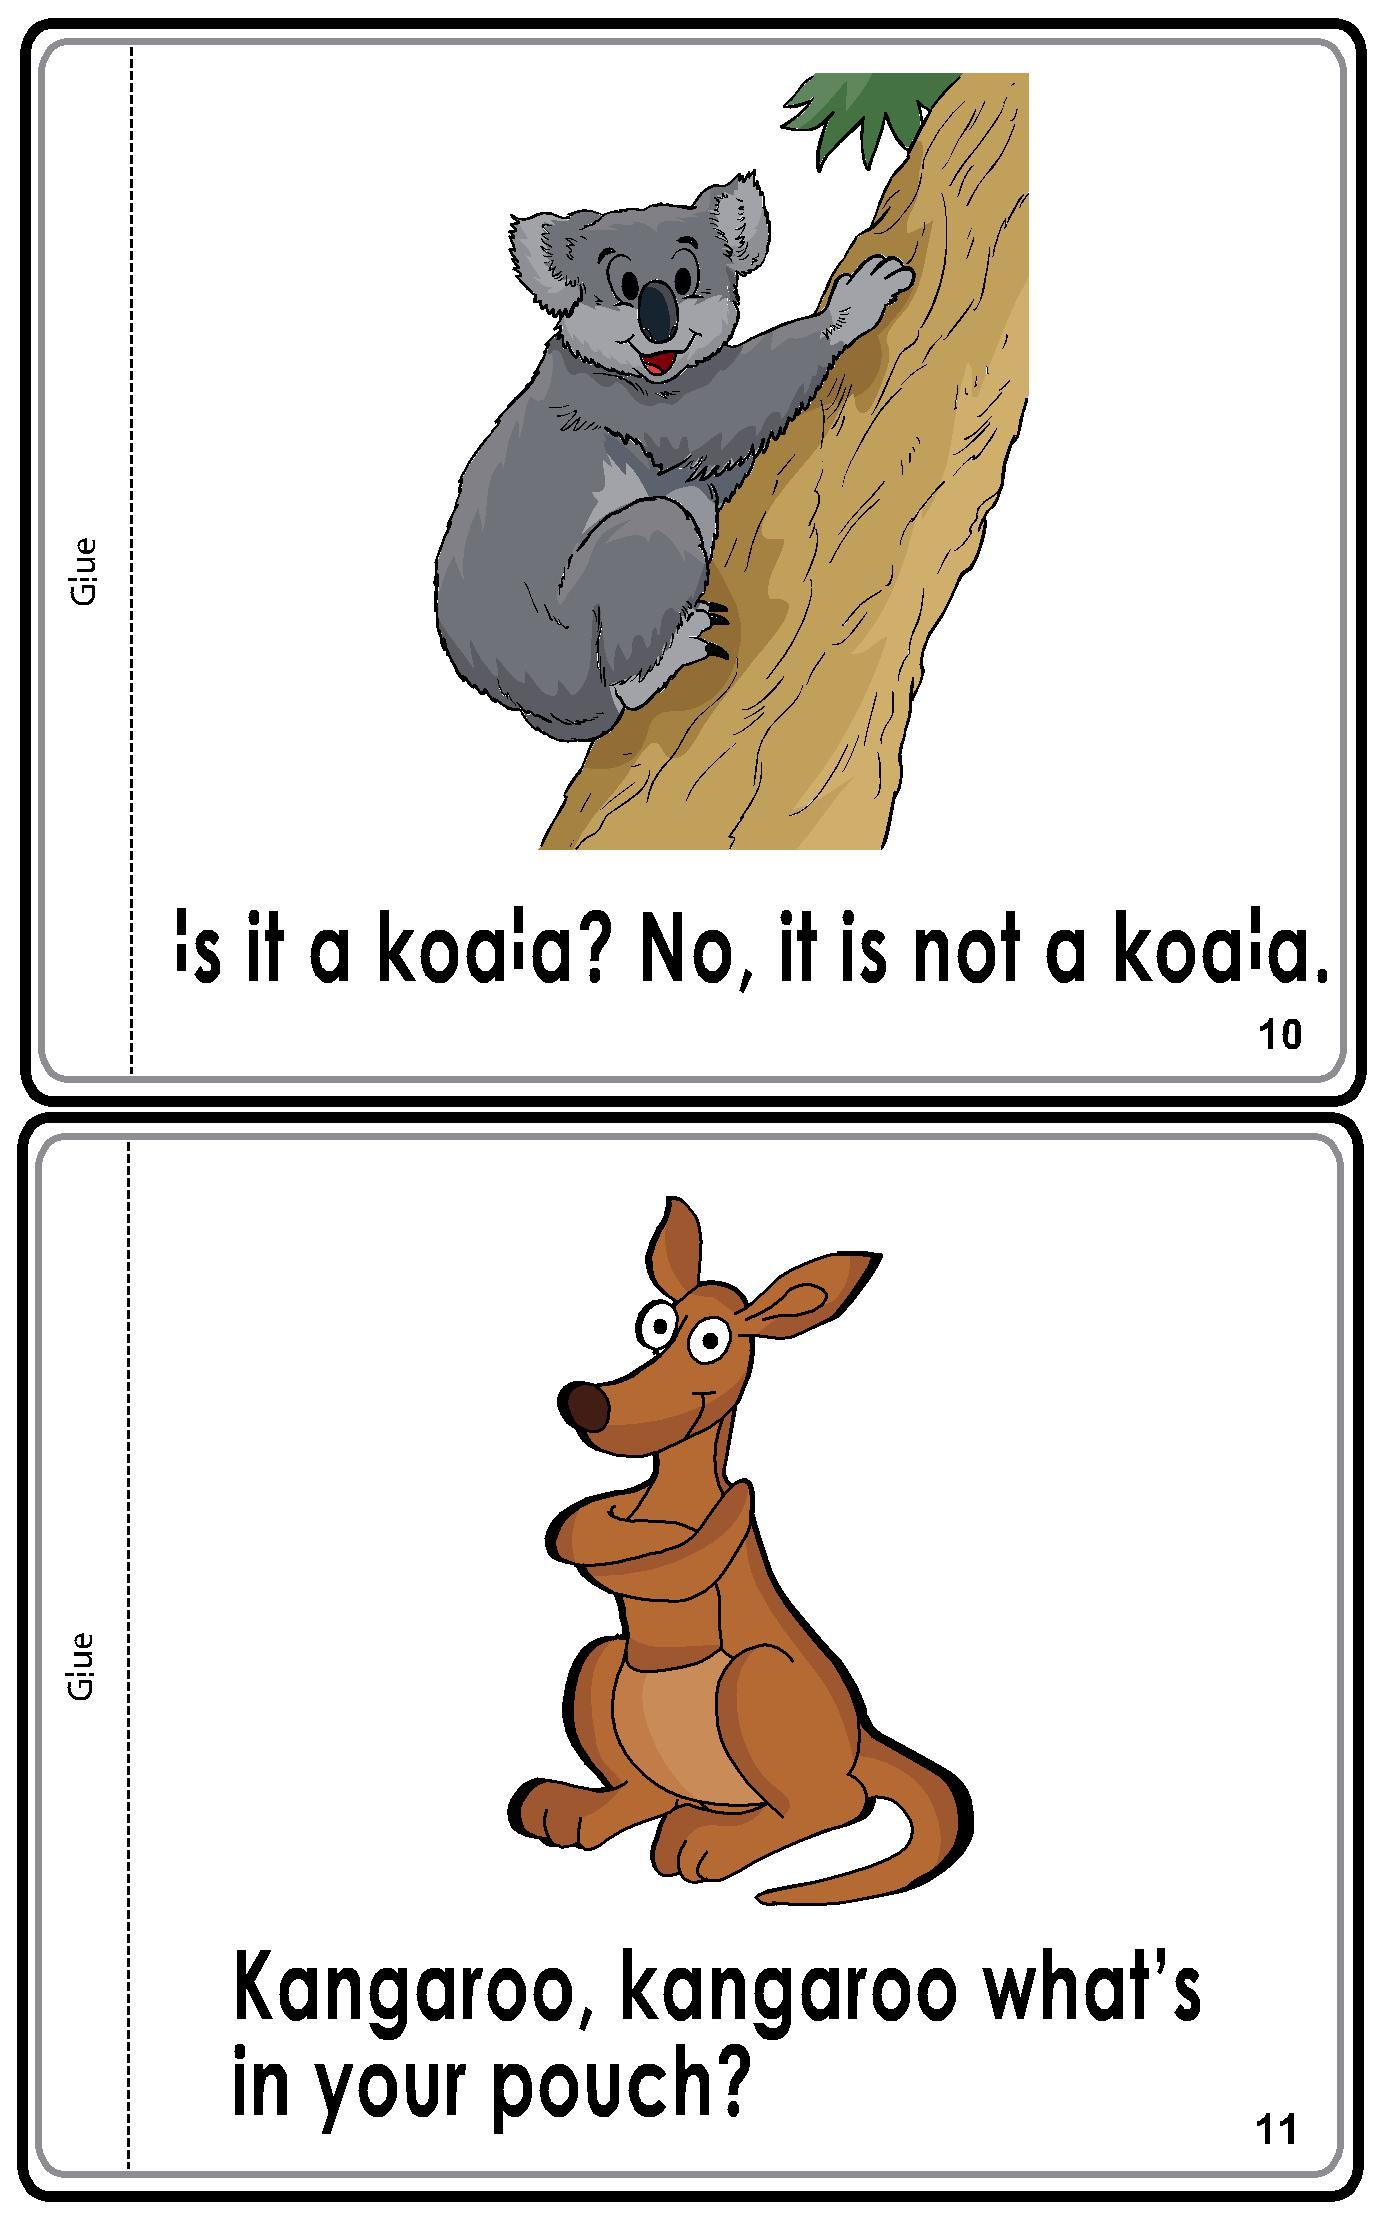 Glue
Is it a koala? No, it is not a koala.
10
Glue
Kangaroo, kangaroo what's
in your pouch?
11